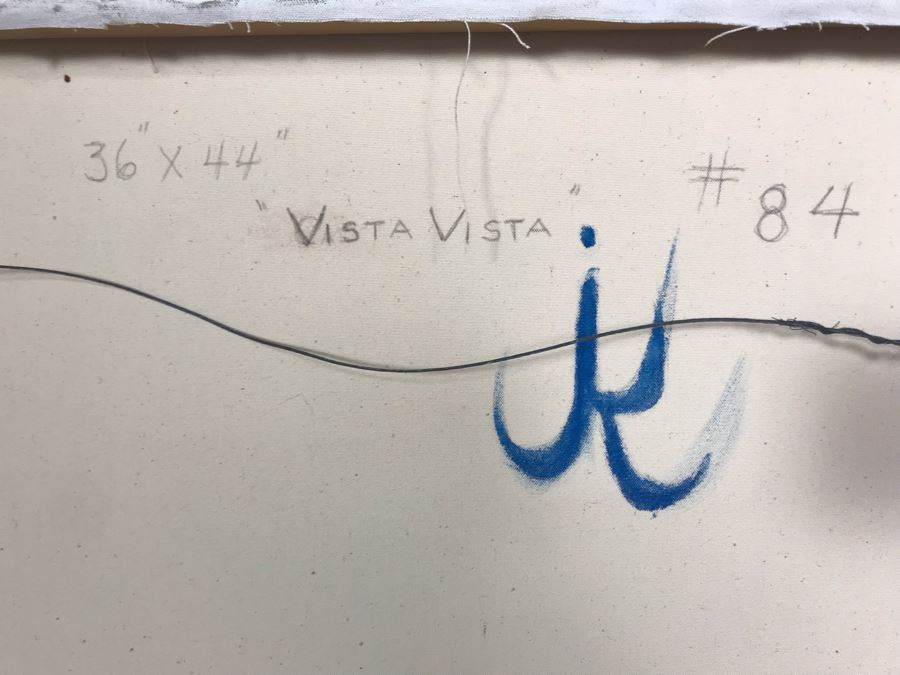 36" X 44"
# 84
"VISTA VISTA"
jk